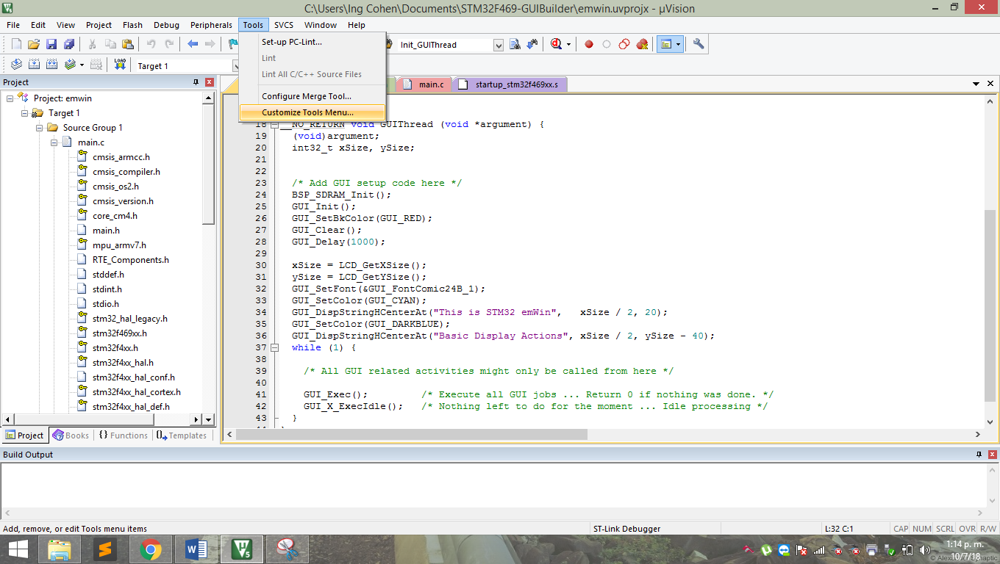 C:\Users\Ing Cohen\Documents\STM32F469-GUIBuilder\emwin.uvprojx - µVision
File Edit View Project Flash Debug Peripherals Tools SVCS Window Help
Init_GUIThread
LOAD Target 1
Set-up PC-Lint...
Lint
Lint All C/C++ Source Files
Configure Merge Tool...
Customize Tools Menu...
Project
Project: emwin
Target 1
Source Group 1
main.c
cmsis_armcc.h
cmsis_compiler.h
cmsis_os2.h
cmsis_version.h
core_cm4.h
main.h
mpu_armv7.h
RTE_Components.h
stddef.h
stdint.h
stdio.h
stm32_hal_legacy.h
stm32f469xx.h
stm32f4xx.h
stm32f4xx_hal.h
stm32f4xx_hal_conf.h
stm32f4xx_hal_cortex.h
stm32f4xx_hal_def.h
Project Books {} Functions Templates
main.c startup_stm32f469xx.s
18 __NO_RETURN void GUIThread (void *argument) {
19 (void)argument;
20 int32_t xSize, ySize;
21
22
23 /* Add GUI setup code here */
24 BSP_SDRAM_Init();
25 GUI_Init();
26 GUI_SetBkColor(GUI_RED);
27 GUI_Clear();
28 GUI_Delay(1000);
29
30 xSize = LCD_GetXSize();
31 ySize = LCD_GetYSize();
32 GUI_SetFont(&GUI_FontComic24B_1);
33 GUI_SetColor(GUI_CYAN);
34 GUI_DispStringHCenterAt("This is STM32 emWin", xSize / 2, 20);
35 GUI_SetColor(GUI_DARKBLUE);
36 GUI_DispStringHCenterAt("Basic Display Actions", xSize / 2, ySize - 40);
37 while (1) {
38
39 /* All GUI related activities might only be called from here */
40
41 GUI_Exec(); /* Execute all GUI jobs ... Return 0 if nothing was done. */
42 GUI_X_ExecIdle(); /* Nothing left to do for the moment ... Idle processing */
43 }
Build Output
Add, remove, or edit Tools menu items ST-Link Debugger L:32 C:1 CAP NUM SCRL OVR R/W
1:14 p. m.
10/7/18